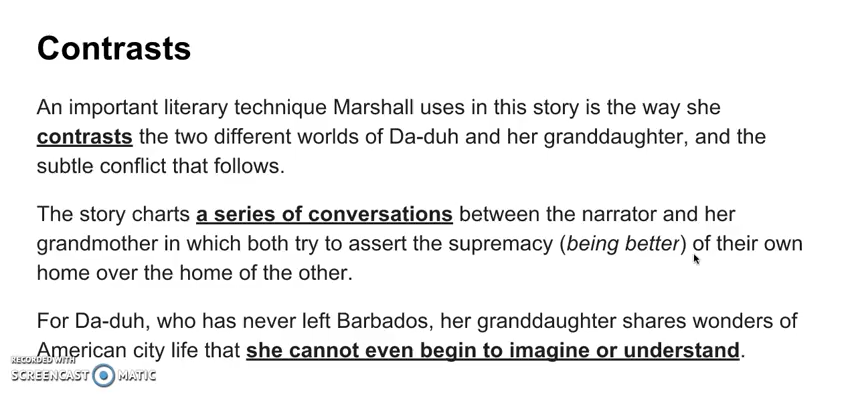 Contrasts
An important literary technique Marshall uses in this story is the way she
contrasts the two different worlds of Da-duh and her granddaughter, and the
subtle conflict that follows.
The story charts a series of conversations between the narrator and her
grandmother in which both try to assert the supremacy (being better) of their own
home over the home of the other.
For Da-duh, who has never left Barbados, her granddaughter shares wonders of
American city life that she cannot even begin to imagine or understand.
RECORDED WITH
SCREENCAST MATIC